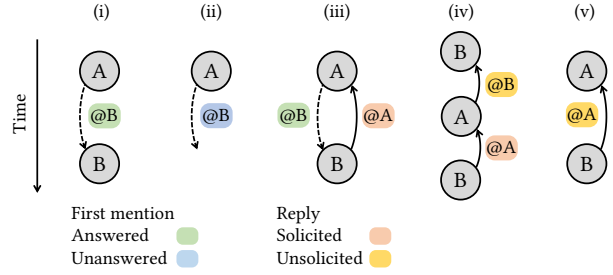 (i) (ii) (iii) (iv) (v)
Time
A A A B A
@B @B @B @A @B @A
A
@A
B B B B
First mention
Answered
Unanswered
Reply
Solicited
Unsolicited